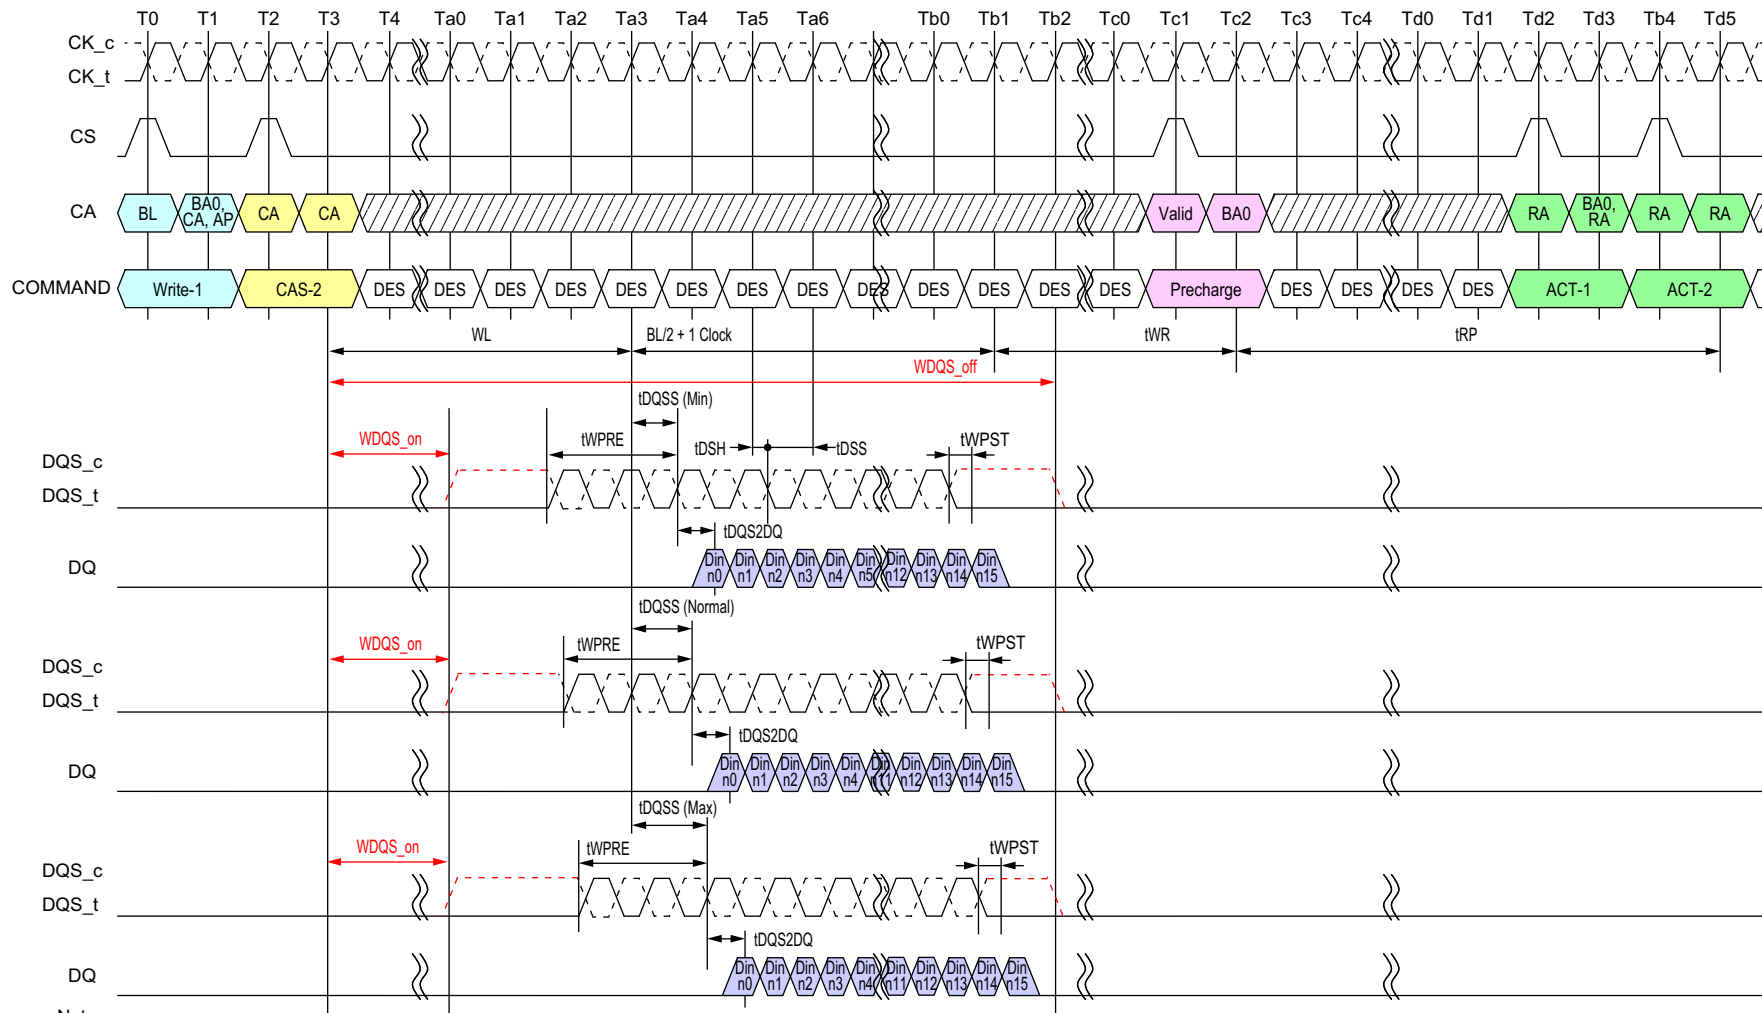 T0 T1 T2 T3 T4 Ta0 Ta1 Ta2 Ta3 Ta4 Ta5 Ta6 Tb0 Tb1 Tb2 Tc0 Tc1 Tc2 Tc3 Tc4 Td0 Td1 Td2 Td3 Tb4 Td5
CK_c
CK_t
CS
CA BL BA0, CA, AP CA CA Valid BA0 RA BA0, RA RA RA
COMMAND Write-1 CAS-2 DES DES DES DES DES DES DES DES DES DES DES DES DES Precharge DES DES DES DES ACT-1 ACT-2
WL BL/2 + 1 Clock tWR tRP
WDQS_off
tDQSS (Min)
WDQS_on tWPRE tDSH tDSS tWPST
DQS_c
DQS_t
tDQS2DQ
DQ Din n0 Din n1 Din n2 Din n3 Din n4 Din n5 Din n12 Din n13 Din n14 Din n15
tDQSS (Normal)
WDQS_on tWPRE tWPST
DQS_c
DQS_t
tDQS2DQ
DQ Din n0 Din n1 Din n2 Din n3 Din n4 Din n11 Din n12 Din n13 Din n14 Din n15
tDQSS (Max)
WDQS_on tWPRE tWPST
DQS_c
DQS_t
tDQS2DQ
DQ Din n0 Din n1 Din n2 Din n3 Din n4 Din n11 Din n12 Din n13 Din n14 Din n15